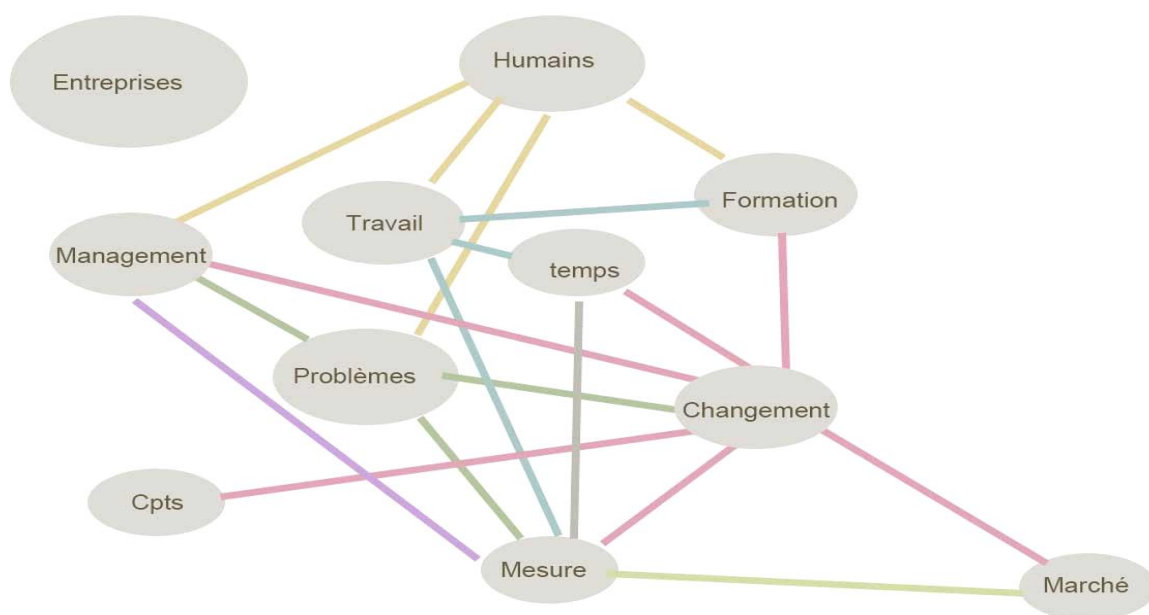 Humains
Entreprises
Formation
Travail
Management
temps
Problèmes
Changement
Cpts
Mesure
Marché